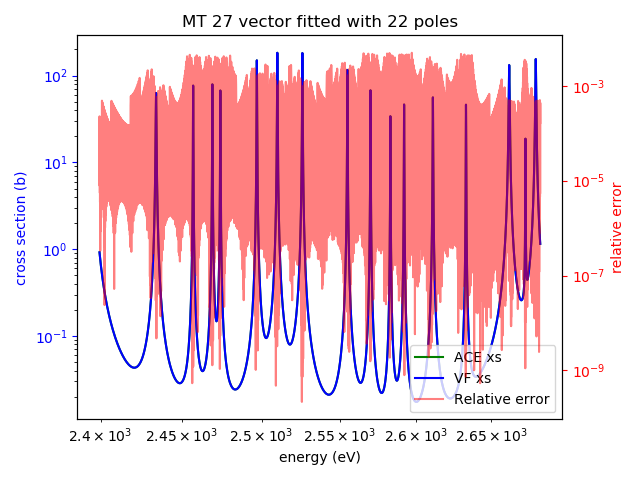 MT 27 vector fitted with 22 poles
cross section (b)
10²
10¹
10⁰
10⁻¹
10⁻³
10⁻⁵
10⁻⁷
10⁻⁹
relative error
ACE xs
VF xs
Relative error
2.4 × 10³ 2.45 × 10³ 2.5 × 10³ 2.55 × 10³ 2.6 × 10³ 2.65 × 10³
energy (eV)